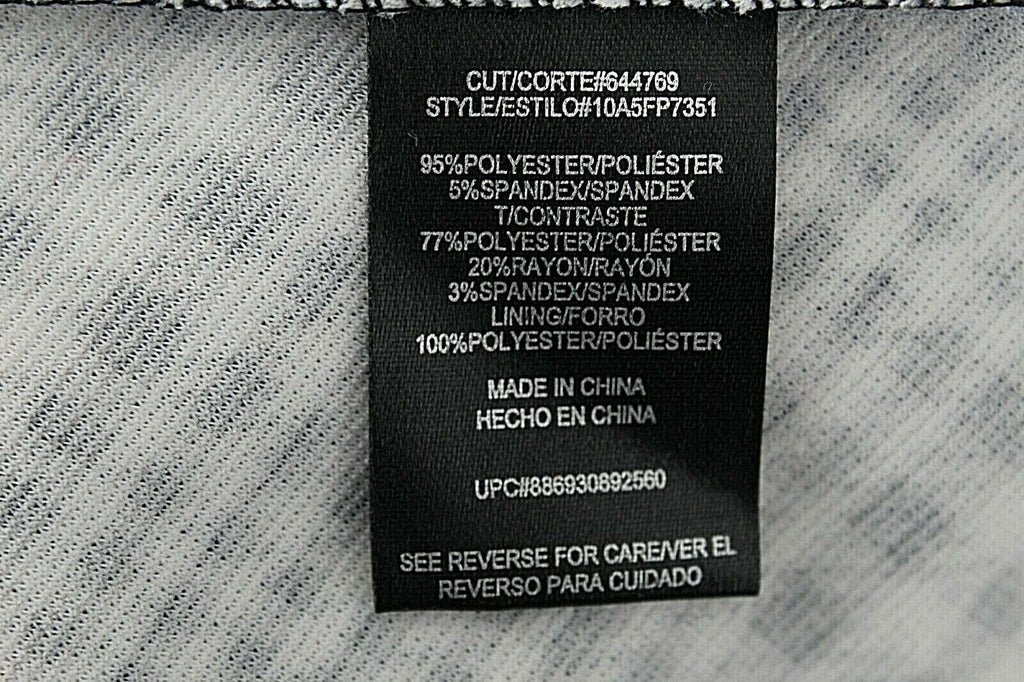 CUT/CORTE#644769
STYLE/ESTILO#10A5FP7351
95%POLYESTER/POLIÉSTER
5%SPANDEX/SPANDEX
T/CONTRASTE
77%POLYESTER/POLIÉSTER
20%RAYON/RAYÓN
3%SPANDEX/SPANDEX
LINING/FORRO
100%POLYESTER/POLIÉSTER
MADE IN CHINA
HECHO EN CHINA
UPC#886930892560
SEE REVERSE FOR CARE/VER EL
REVERSO PARA CUIDADO